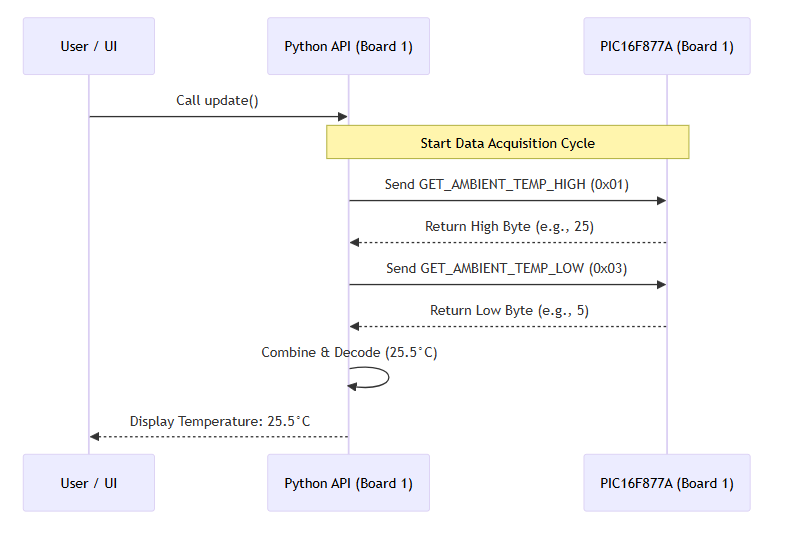 User / UI
Python API (Board 1)
PIC16F877A (Board 1)
Call update()
Start Data Acquisition Cycle
Send GET_AMBIENT_TEMP_HIGH (0x01)
Return High Byte (e.g., 25)
Send GET_AMBIENT_TEMP_LOW (0x03)
Return Low Byte (e.g., 5)
Combine & Decode (25.5°C)
Display Temperature: 25.5°C
User / UI
Python API (Board 1)
PIC16F877A (Board 1)